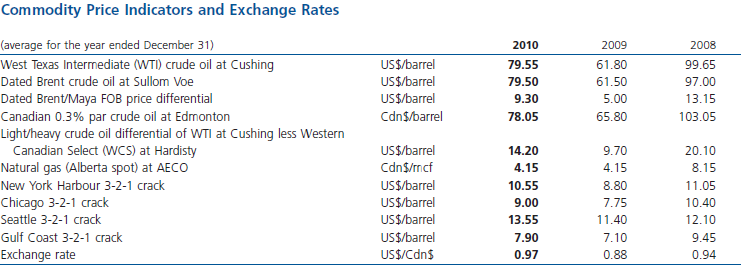 Commodity Price Indicators and Exchange Rates
(average for the year ended December 31) 2010 2009 2008
West Texas Intermediate (WTI) crude oil at Cushing US$/barrel 79.55 61.80 99.65
Dated Brent crude oil at Sullom Voe US$/barrel 79.50 61.50 97.00
Dated Brent/Maya FOB price differential US$/barrel 9.30 5.00 13.15
Canadian 0.3% par crude oil at Edmonton Cdn$/barrel 78.05 65.80 103.05
Light/heavy crude oil differential of WTI at Cushing less Western
Canadian Select (WCS) at Hardisty US$/barrel 14.20 9.70 20.10
Natural gas (Alberta spot) at AECO Cdn$/mcf 4.15 4.15 8.15
New York Harbour 3-2-1 crack US$/barrel 10.55 8.80 11.05
Chicago 3-2-1 crack US$/barrel 9.00 7.75 10.40
Seattle 3-2-1 crack US$/barrel 13.55 11.40 12.10
Gulf Coast 3-2-1 crack US$/barrel 7.90 7.10 9.45
Exchange rate US$/Cdn$ 0.97 0.88 0.94